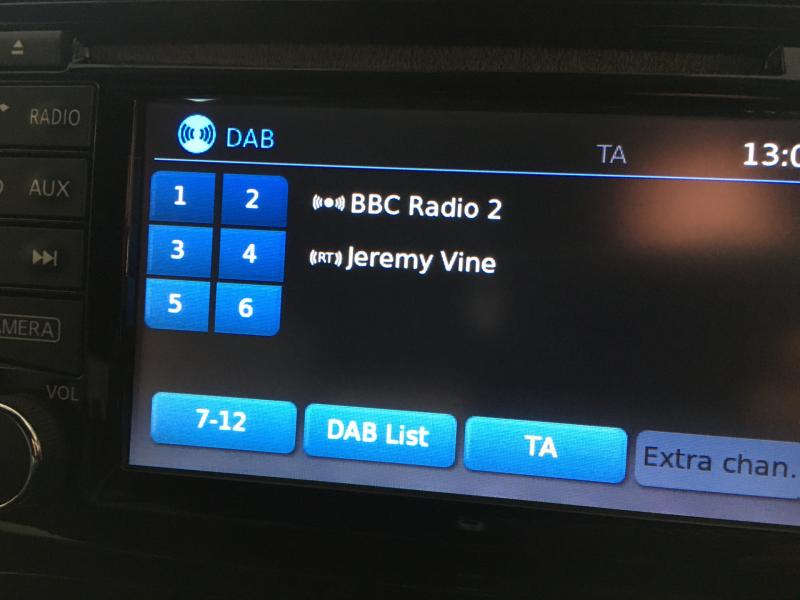 RADIO
AUX
VOL
DAB
TA
1 2
3 4
5 6
BBC Radio 2
(RT) Jeremy Vine
7-12
DAB List
TA
Extra chan.